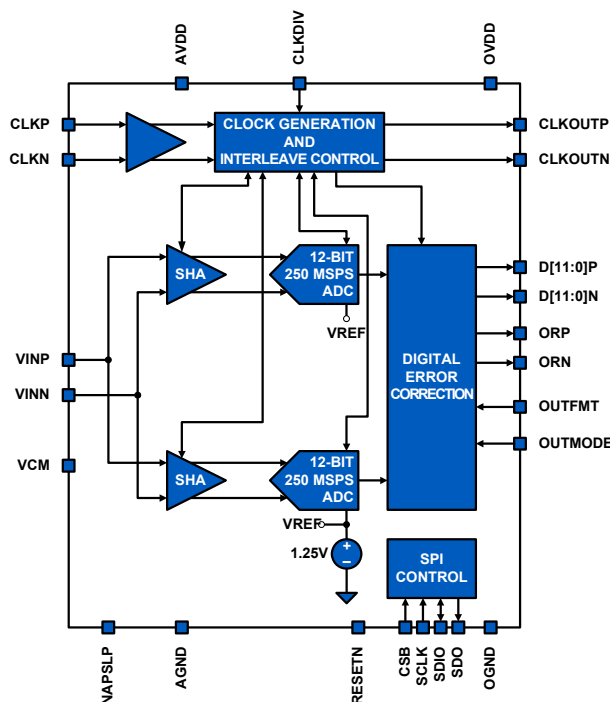 AVDD
CLKDIV
OVDD
CLKP
CLKN
CLOCK GENERATION
AND
INTERLEAVE CONTROL
CLKOUTP
CLKOUTN
SHA
12-BIT
250 MSPS
ADC
VREF
D[11:0]P
D[11:0]N
ORP
ORN
OUTFMT
OUTMODE
DIGITAL
ERROR
CORRECTION
VINP
VINN
VCM
SHA
12-BIT
250 MSPS
ADC
VREF
1.25V
+
−
SPI
CONTROL
NAPSLP
AGND
RESETN
CSB
SCLK
SDIO
SDO
OGND